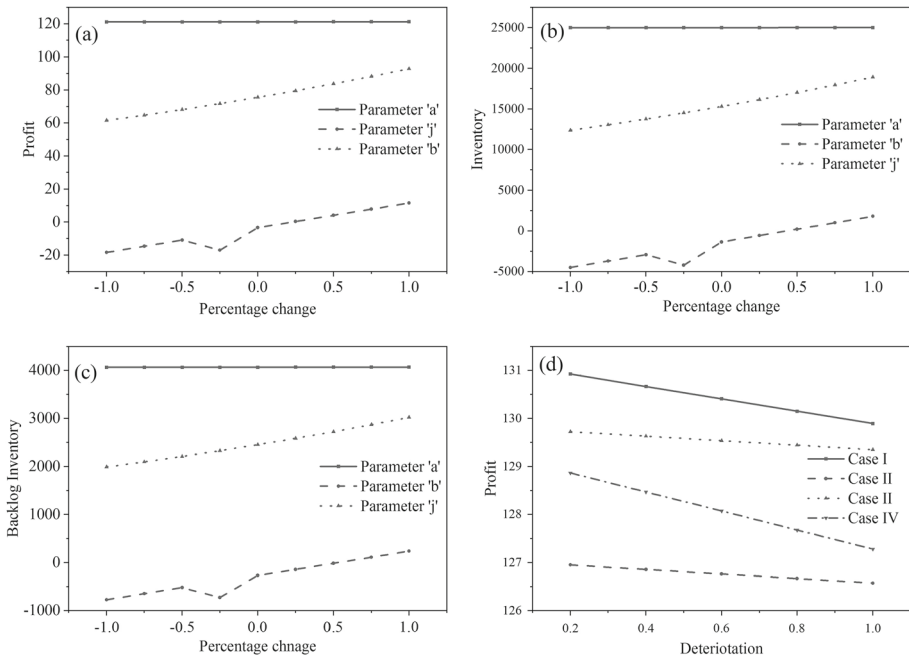 (a)
120
100
80
60
40
20
0
-20
Profit
Parameter 'a'
Parameter 'j'
Parameter 'b'
-1.0 -0.5 0.0 0.5 1.0
Percentage change
(b)
25000
20000
15000
10000
5000
0
-5000
Inventory
Parameter 'a'
Parameter 'b'
Parameter 'j'
-1.0 -0.5 0.0 0.5 1.0
Percentage change
(c)
4000
3000
2000
1000
0
-1000
Backlog Inventory
Parameter 'a'
Parameter 'b'
Parameter 'j'
-1.0 -0.5 0.0 0.5 1.0
Percentage chnage
(d)
131
130
129
128
127
126
Profit
Case I
Case II
Case II
Case IV
0.2 0.4 0.6 0.8 1.0
Deteriotation